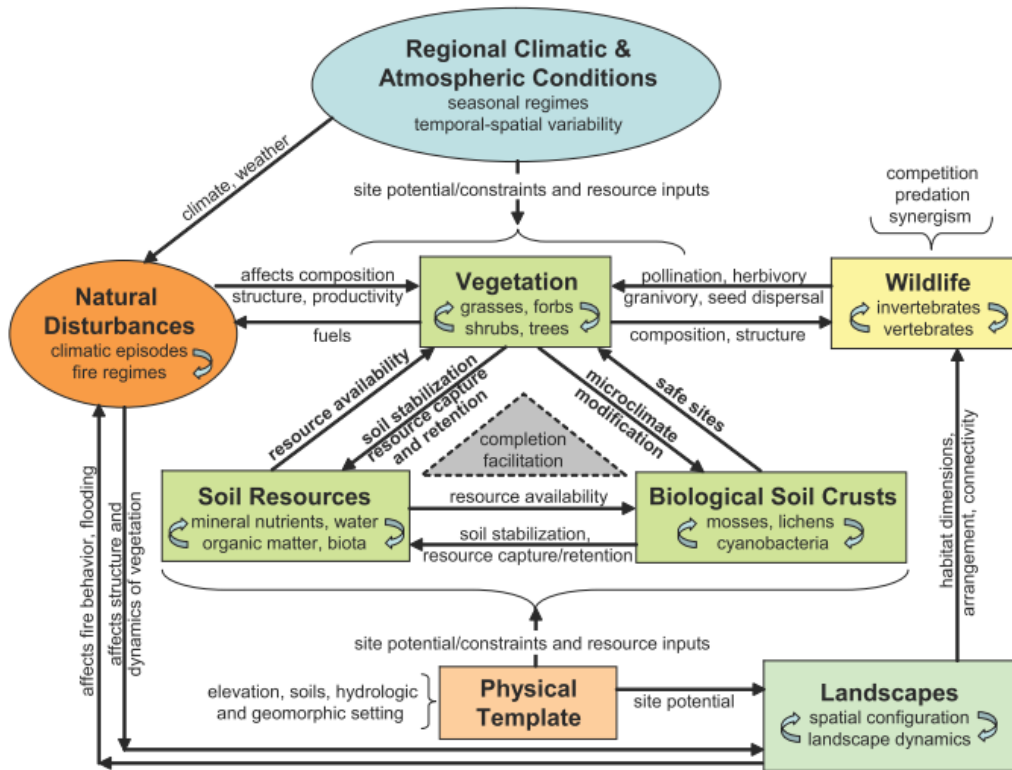 Regional Climatic &
Atmospheric Conditions
seasonal regimes
temporal-spatial variability
climate, weather
site potential/constraints and resource inputs
competition
predation
synergism
Natural
Disturbances
climatic episodes
fire regimes
affects composition
structure, productivity
fuels
Vegetation
grasses, forbs
shrubs, trees
pollination, herbivory
granivory, seed dispersal
composition, structure
Wildlife
invertebrates
vertebrates
resource availability
soil stabilization
resource capture
and retention
completion
facilitation
microclimate
modification
safe sites
Soil Resources
mineral nutrients, water
organic matter, biota
resource availability
soil stabilization,
resource capture/retention
Biological Soil Crusts
mosses, lichens
cyanobacteria
affects fire behavior, flooding
affects structure and
dynamics of vegetation
habitat dimensions,
arrangement, connectivity
site potential/constraints and resource inputs
elevation, soils, hydrologic
and geomorphic setting
Physical
Template
site potential
Landscapes
spatial configuration
landscape dynamics